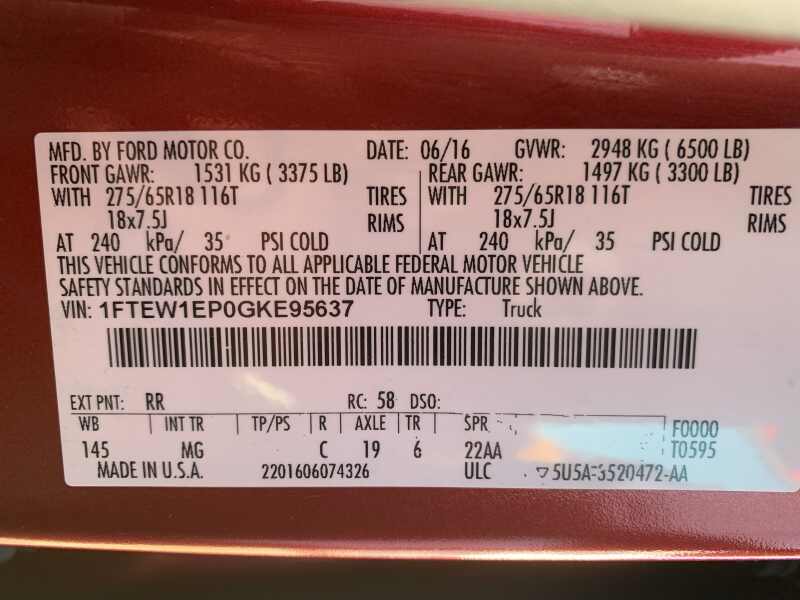 MFD. BY FORD MOTOR CO. DATE: 06/16 GVWR: 2948 KG ( 6500 LB)
FRONT GAWR: 1531 KG ( 3375 LB) REAR GAWR: 1497 KG ( 3300 LB)
WITH 275/65R18 116T TIRES WITH 275/65R18 116T TIRES
18x7.5J RIMS 18x7.5J RIMS
AT 240 kPa/ 35 PSI COLD AT 240 kPa/ 35 PSI COLD
THIS VEHICLE CONFORMS TO ALL APPLICABLE FEDERAL MOTOR VEHICLE
SAFETY STANDARDS IN EFFECT ON THE DATE OF MANUFACTURE SHOWN ABOVE.
VIN: 1FTEW1EP0GKE95637 TYPE: Truck
EXT PNT: RR RC: 58 DSO:
WB INT TR TP/PS R AXLE TR SPR F0000
145 MG C 19 6 22AA T0595
MADE IN U.S.A. 2201606074326 ULC